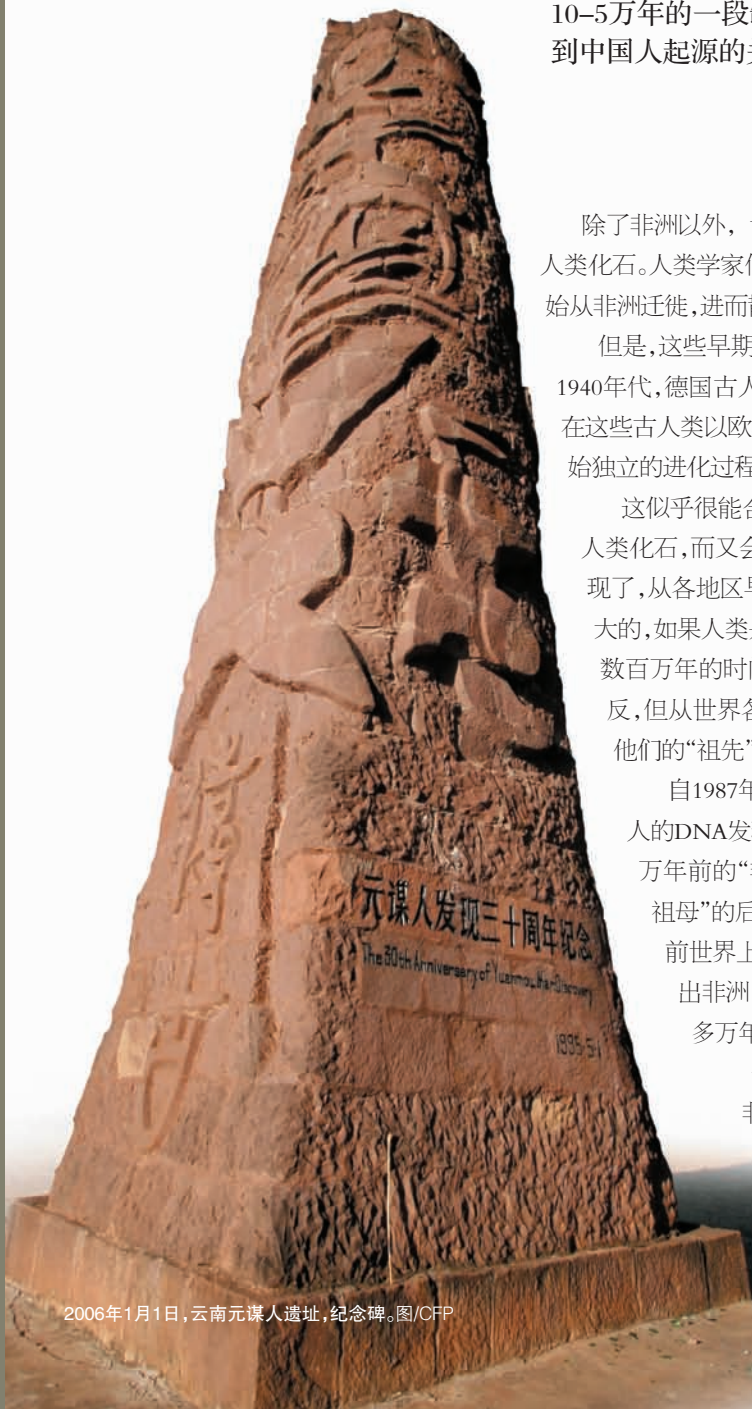 10–5万年的一段
到中国人起源的
除了非洲以外,
人类化石。人类学家
始从非洲迁徙,进而
但是,这些早期
1940年代,德国古人
在这些古人类以欧
始独立的进化过程
这似乎很能
人类化石,而又会
现了,从各地区
大的,如果人类
数百万年的时
反,但从世界
他们的“祖先”
自1987年
人的DNA发
万年前的“
祖母”的后
前世界上
出非洲
多万年
非
元谋人发现三十周年纪念
The 30th Anniversary of Yuanmou Man Discovery
1995·5·1
2006年1月1日,云南元谋人遗址,纪念碑。图/CFP